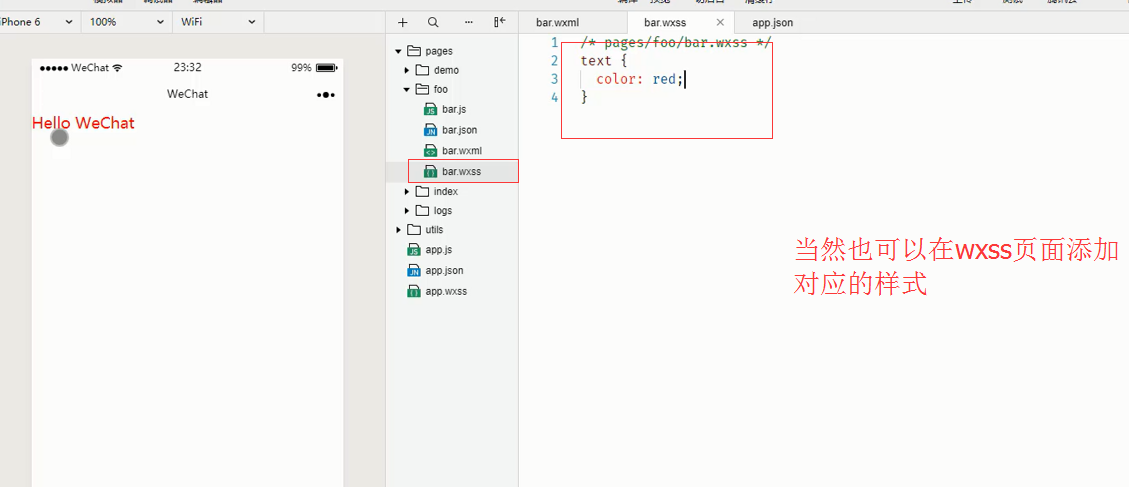 iPhone 6
100%
WiFi
WeChat
23:32
99%
WeChat
Hello WeChat
pages
demo
foo
bar.js
bar.json
bar.wxml
bar.wxss
index
logs
utils
app.js
app.json
app.wxss
bar.wxml
bar.wxss
app.json
1 /* pages/foo/bar.wxss */
2 text {
3 color: red;
4 }
当然也可以在wxss页面添加
对应的样式